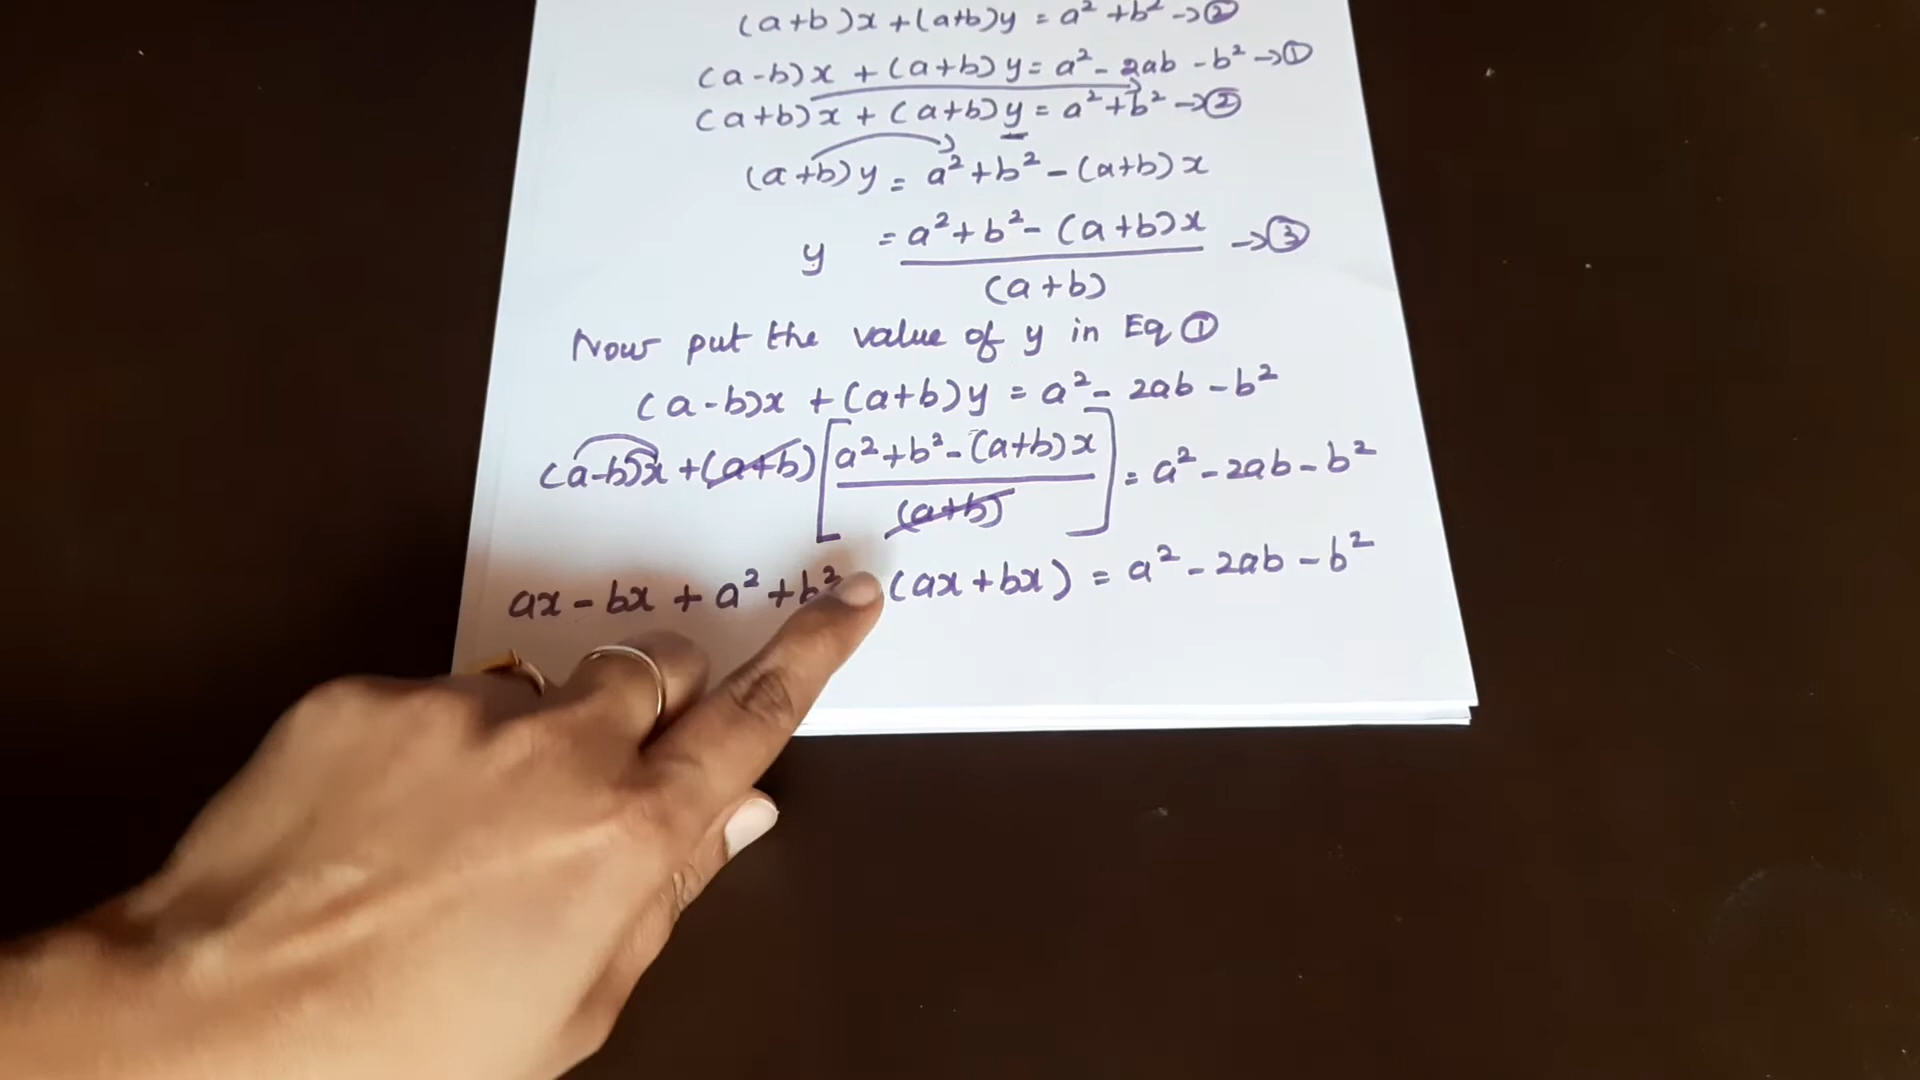 (a+b)x+(a+b)y = a²+b² → ②
(a-b)x + (a+b)y = a² - 2ab - b² → ①
(a+b)x + (a+b)y = a²+b² → ②
(a+b)y = a²+b² - (a+b)x
y = a²+b² - (a+b)x → ③
(a+b)
Now put the value of y in Eq ①
(a-b)x + (a+b)y = a² - 2ab - b²
(a-b)x + (a+b) [a²+b² - (a+b)x] = a² - 2ab - b²
(a+b)
ax - bx + a² + b² (ax+bx) = a² - 2ab - b²